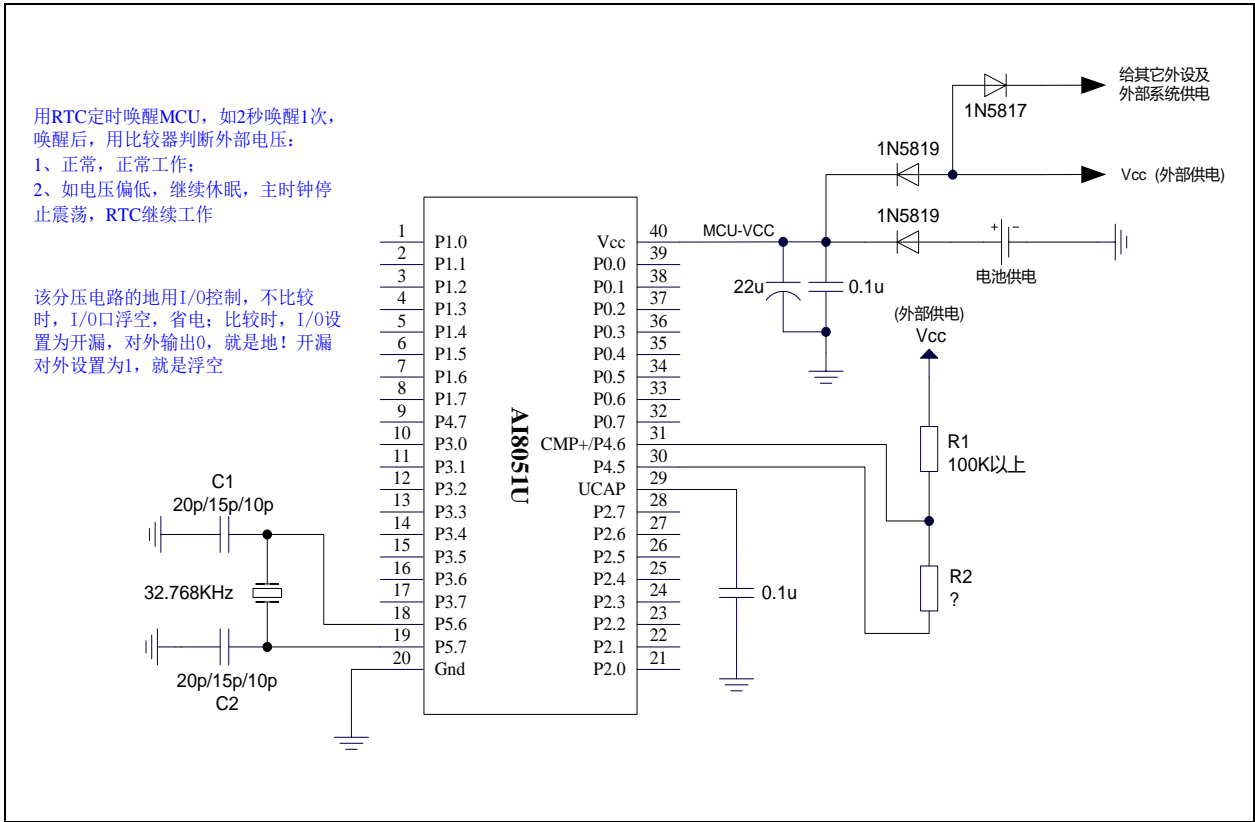 用RTC定时唤醒MCU，如2秒唤醒1次，
唤醒后，用比较器判断外部电压：
1、正常，正常工作；
2、如电压偏低，继续休眠，主时钟停
止震荡，RTC继续工作
该分压电路的地用I/O控制，不比较
时，I/O口浮空，省电；比较时，I/O设
置为开漏，对外输出0，就是地！开漏
对外设置为1，就是浮空
C1
20p/15p/10p
32.768KHz
20p/15p/10p
C2
AI8051U
1 P1.0
2 P1.1
3 P1.2
4 P1.3
5 P1.4
6 P1.5
7 P1.6
8 P1.7
9 P4.7
10 P3.0
11 P3.1
12 P3.2
13 P3.3
14 P3.4
15 P3.5
16 P3.6
17 P3.7
18 P5.6
19 P5.7
20 Gnd
Vcc 40
P0.0 39
P0.1 38
P0.2 37
P0.3 36
P0.4 35
P0.5 34
P0.6 33
P0.7 32
CMP+/P4.6 31
P4.5 30
UCAP 29
P2.7 28
P2.6 27
P2.5 26
P2.4 25
P2.3 24
P2.2 23
P2.1 22
P2.0 21
MCU-VCC
22u
0.1u
1N5817
给其它外设及
外部系统供电
1N5819
Vcc (外部供电)
1N5819
+ −
电池供电
(外部供电)
Vcc
R1
100K以上
R2
?
0.1u